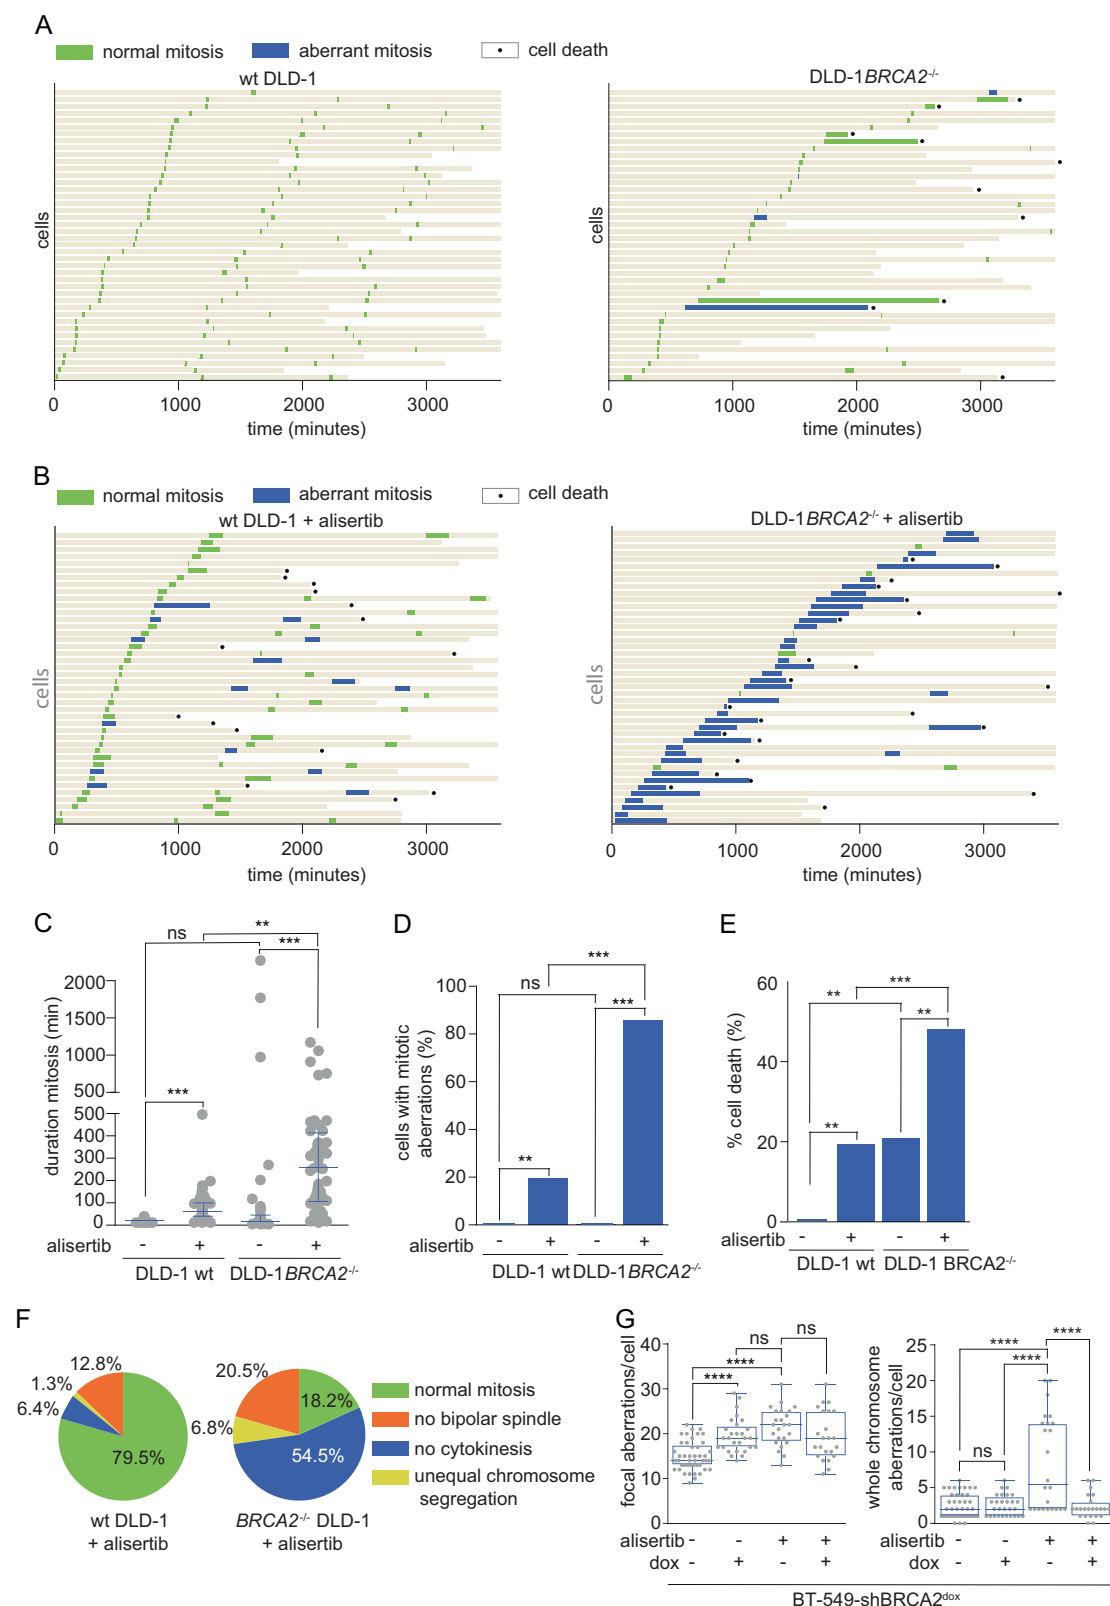 A
normal mitosis aberrant mitosis cell death
wt DLD-1 DLD-1BRCA2-/-
cells cells
0 1000 2000 3000 0 1000 2000 3000
time (minutes) time (minutes)
B
normal mitosis aberrant mitosis cell death
wt DLD-1 + alisertib DLD-1BRCA2-/- + alisertib
cells cells
0 1000 2000 3000 0 1000 2000 3000
time (minutes) time (minutes)
C
duration mitosis (min)
2000
1500
1000
500
500
400
300
200
100
0
ns ** *** ***
alisertib - + - +
DLD-1 wt DLD-1BRCA2-/-
D
cells with mitotic
aberrations (%)
100
80
60
40
20
0
ns *** *** **
- + - +
DLD-1 wt DLD-1BRCA2-/-
E
% cell death (%)
60
40
20
0
** *** ** **
alisertib - + - +
DLD-1 wt DLD-1 BRCA2-/-
F
12.8%
1.3%
6.4%
79.5%
wt DLD-1
+ alisertib
20.5%
18.2%
6.8%
54.5%
BRCA2-/- DLD-1
+ alisertib
normal mitosis
no bipolar spindle
no cytokinesis
unequal chromosome
segregation
G
focal aberrations/cell
40
30
20
10
0
ns ns **** ****
alisertib - - + +
dox - + - +
whole chromosome
aberrations/cell
25
20
15
10
5
0
**** **** **** ns
- - + +
- + - +
BT-549-shBRCA2dox